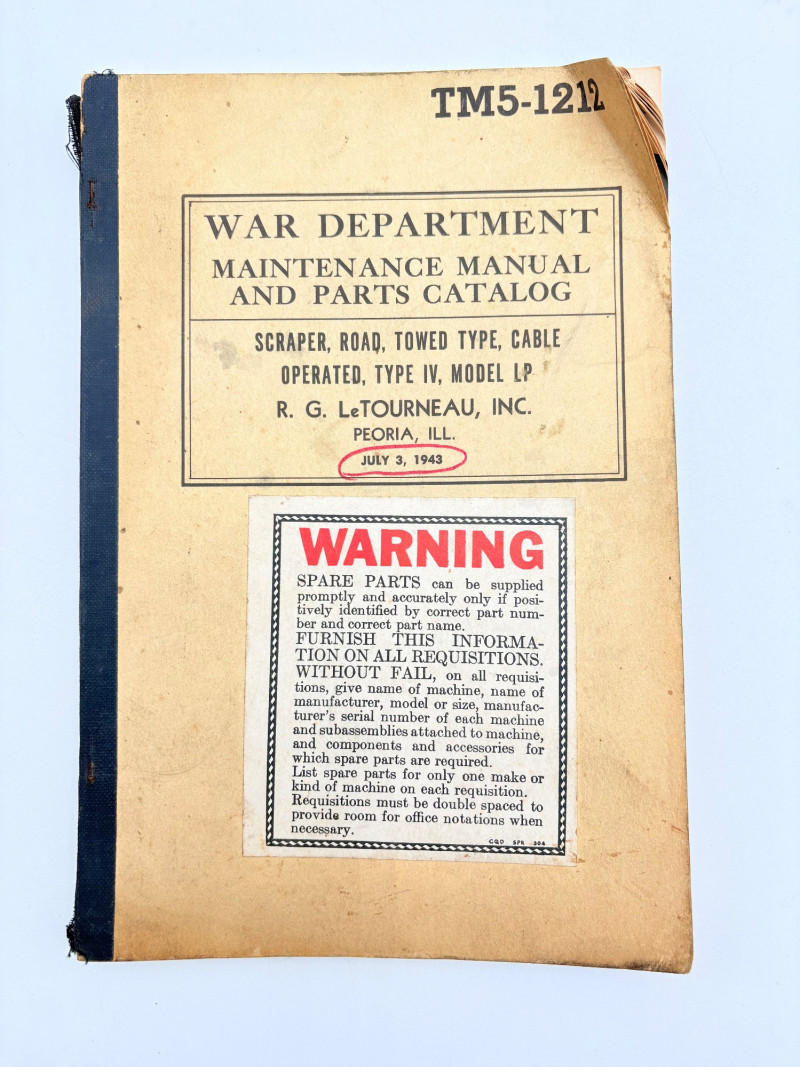 TM5-1212
WAR DEPARTMENT
MAINTENANCE MANUAL
AND PARTS CATALOG
SCRAPER, ROAD, TOWED TYPE, CABLE
OPERATED, TYPE IV, MODEL LP
R. G. LeTOURNEAU, INC.
PEORIA, ILL.
JULY 3, 1943
WARNING
SPARE PARTS can be supplied
promptly and accurately only if posi-
tively identified by correct part num-
ber and correct part name.
FURNISH THIS INFORMA-
TION ON ALL REQUISITIONS.
WITHOUT FAIL, on all requisi-
tions, give name of machine, name of
manufacturer, model or size, manufac-
turer's serial number of each machine
and subassemblies attached to machine,
and components and accessories for
which spare parts are required.
List spare parts for only one make or
kind of machine on each requisition.
Requisitions must be double spaced to
provide room for office notations when
necessary.
CQD SPR 304